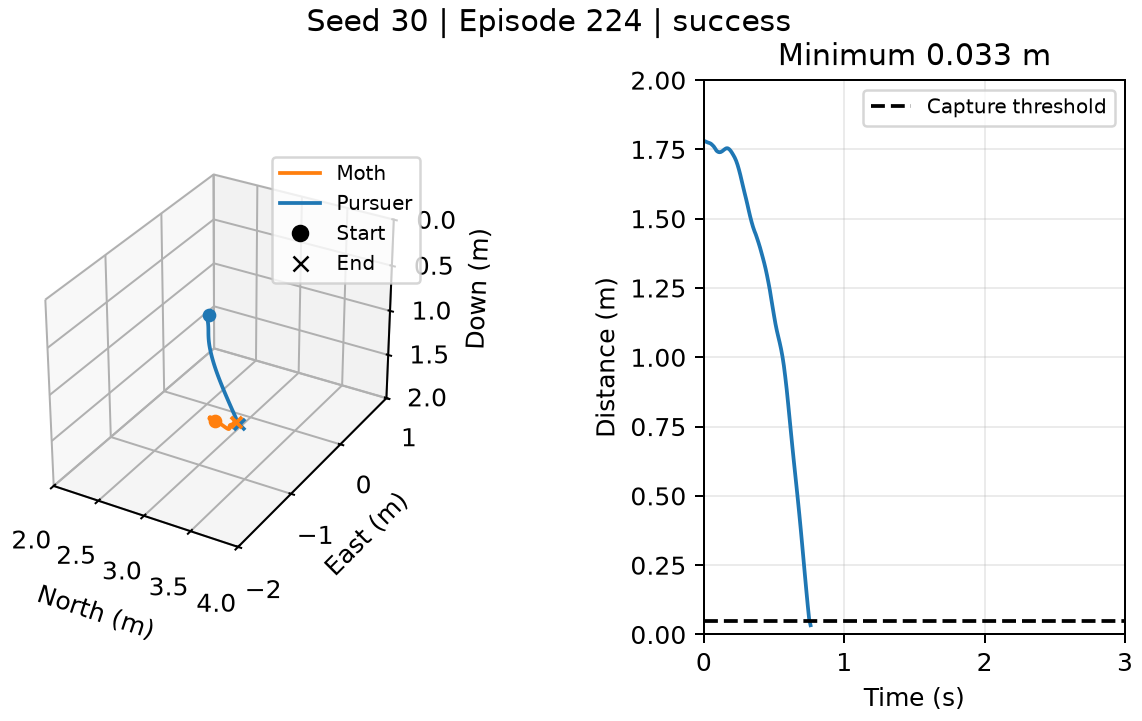 Seed 30 | Episode 224 | success
Moth
Pursuer
Start
End
0.0
0.5
1.0
1.5
2.0
Down (m)
1
0
−1
−2
East (m)
2.0
2.5
3.0
3.5
4.0
North (m)
Minimum 0.033 m
Capture threshold
2.00
1.75
1.50
1.25
1.00
0.75
0.50
0.25
0.00
Distance (m)
0 1 2 3
Time (s)